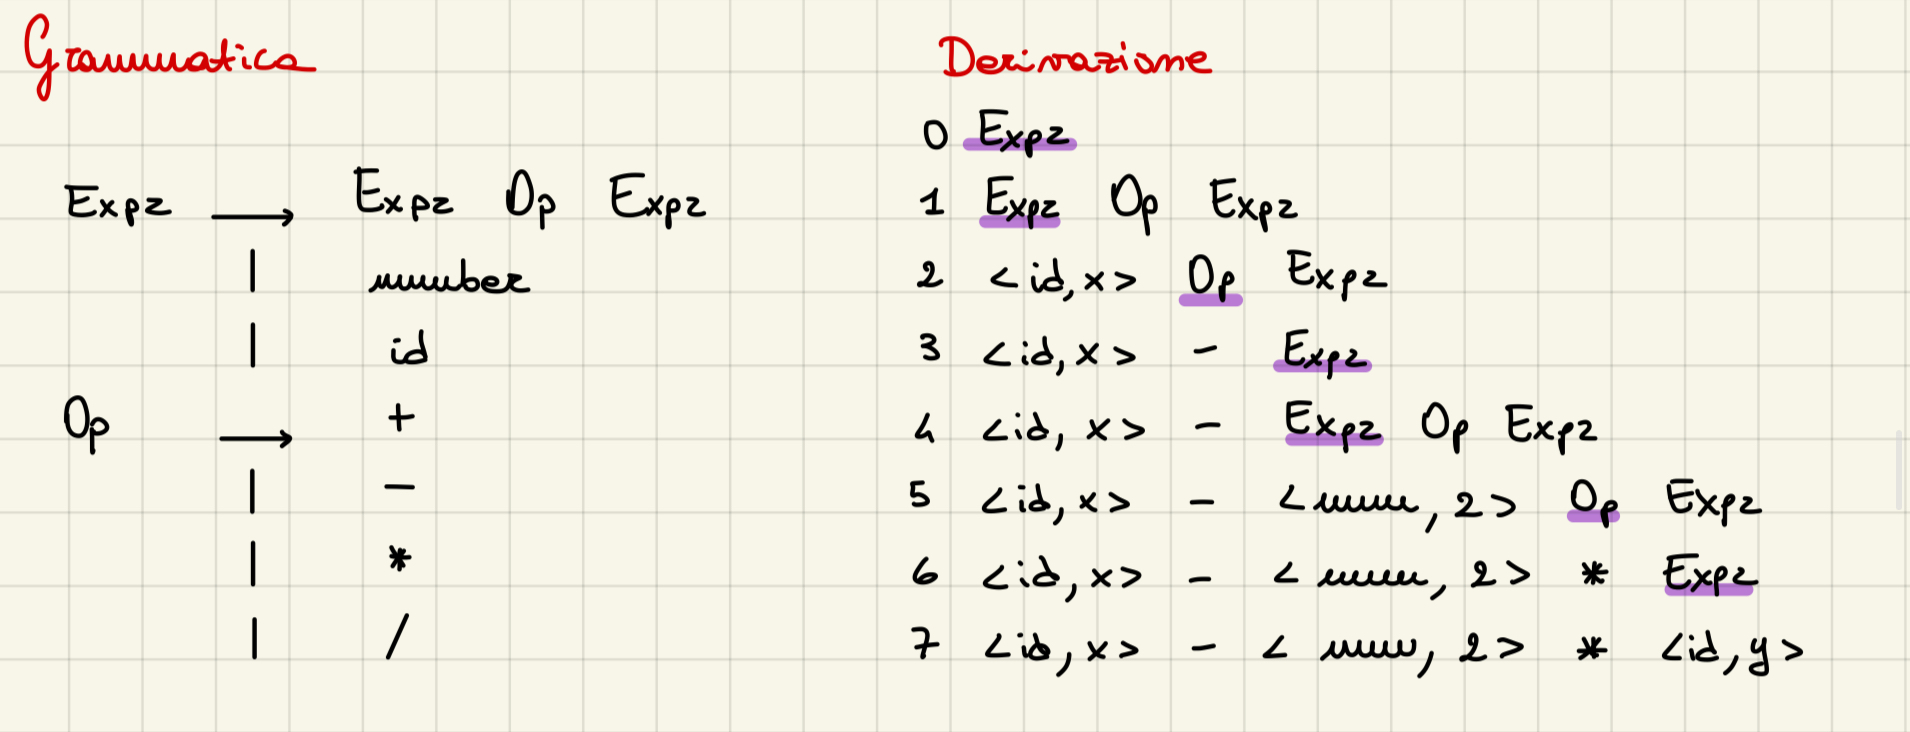 Grammatica
Expr → Expr Op Expr
| number
| id
Op → +
| -
| *
| /
Derivazione
0 Expr
1 Expr Op Expr
2 <id,x> Op Expr
3 <id,x> - Expr
4 <id,x> - Expr Op Expr
5 <id,x> - <num,2> Op Expr
6 <id,x> - <num,2> * Expr
7 <id,x> - <num,2> * <id,y>